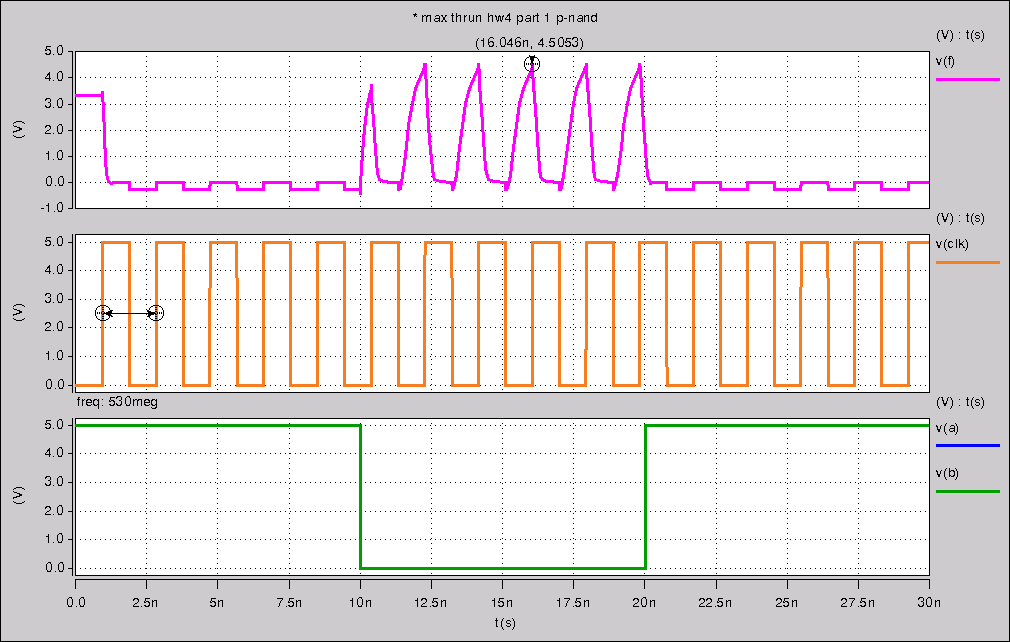 * max thrun hw4 part 1 p-nand
(16.046n, 4.5053)
(V) : t(s)
v(f)
5.0
4.0
3.0
2.0
1.0
0.0
-1.0
(V)
(V) : t(s)
v(clk)
5.0
4.0
3.0
2.0
1.0
0.0
(V)
freq: 530meg
(V) : t(s)
v(a)
v(b)
5.0
4.0
3.0
2.0
1.0
0.0
(V)
0.0 2.5n 5n 7.5n 10n 12.5n 15n 17.5n 20n 22.5n 25n 27.5n 30n
t(s)